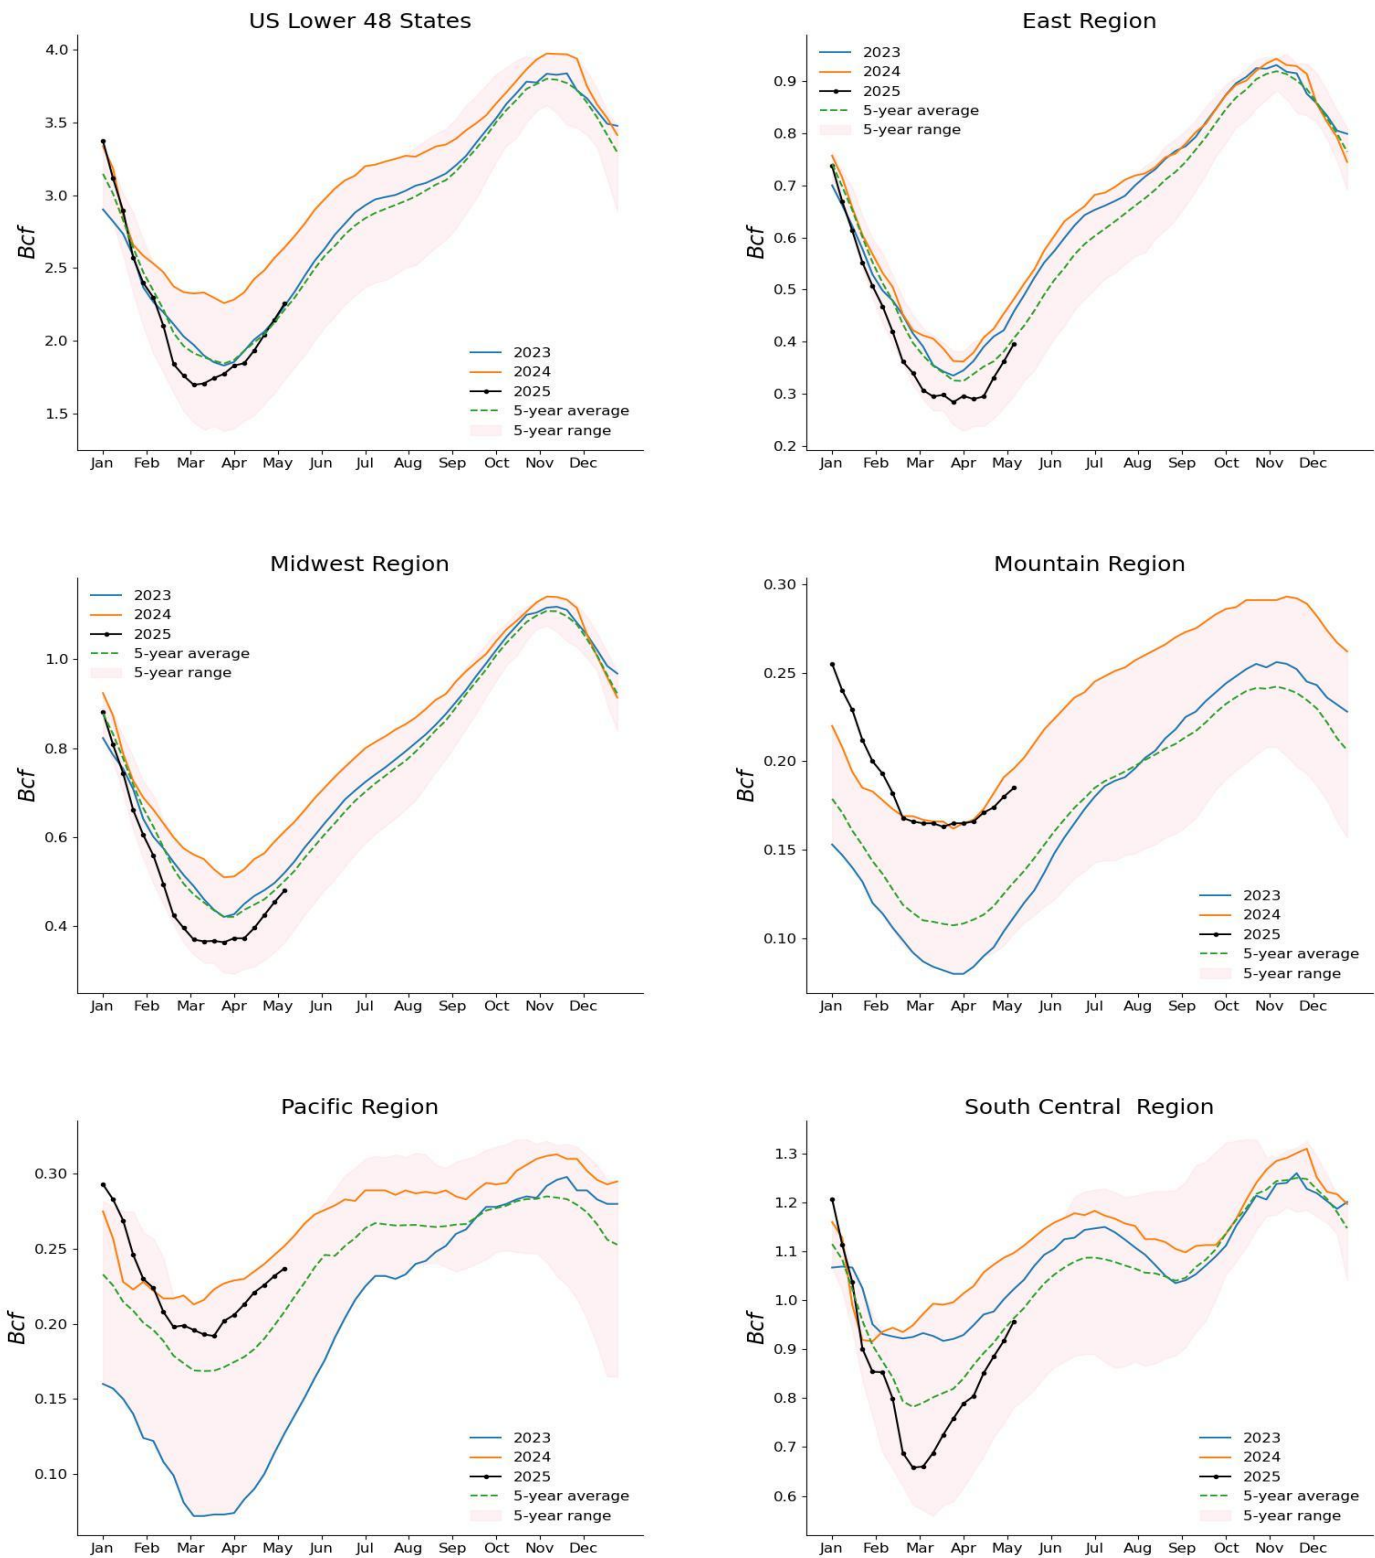 US Lower 48 States
4.0
3.5
3.0
2.5
2.0
1.5
Bcf
2023
2024
2025
5-year average
5-year range
Jan Feb Mar Apr May Jun Jul Aug Sep Oct Nov Dec
East Region
0.9
0.8
0.7
0.6
0.5
0.4
0.3
0.2
Bcf
2023
2024
2025
5-year average
5-year range
Jan Feb Mar Apr May Jun Jul Aug Sep Oct Nov Dec
Midwest Region
1.0
0.8
0.6
0.4
Bcf
2023
2024
2025
5-year average
5-year range
Jan Feb Mar Apr May Jun Jul Aug Sep Oct Nov Dec
Mountain Region
0.30
0.25
0.20
0.15
0.10
Bcf
2023
2024
2025
5-year average
5-year range
Jan Feb Mar Apr May Jun Jul Aug Sep Oct Nov Dec
Pacific Region
0.30
0.25
0.20
0.15
0.10
Bcf
2023
2024
2025
5-year average
5-year range
Jan Feb Mar Apr May Jun Jul Aug Sep Oct Nov Dec
South Central  Region
1.3
1.2
1.1
1.0
0.9
0.8
0.7
0.6
Bcf
2023
2024
2025
5-year average
5-year range
Jan Feb Mar Apr May Jun Jul Aug Sep Oct Nov Dec